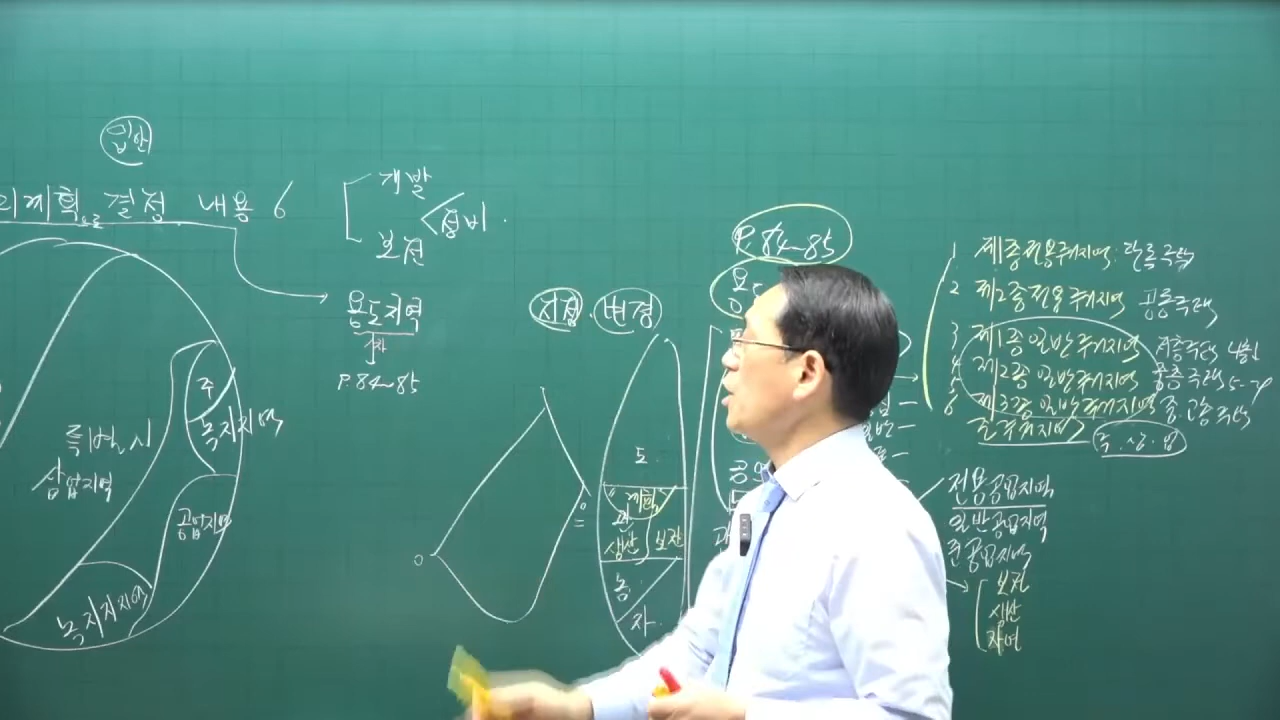 입안
리계획으로 결정 내용 6
개발
정비
보전
용도지역
P.84~85
주
녹지지역
특별.시
상업지역
공업지역
녹지지역
지정.변경
도.
계획
관
생산 보전
농.
자.
P.84~85
1 제1종전용주거지역: 단독주택
2 제2종전용주거지역 공동주택
3 제1종일반주거지역 저층주택 4층↓
4 제2종일반주거지역 중층주택
5
6 제3종일반주거지역 중.고층주택
준주거지역 주.상.업
전용공업지역
일반공업지역
준공업지역
보전
생산
자연